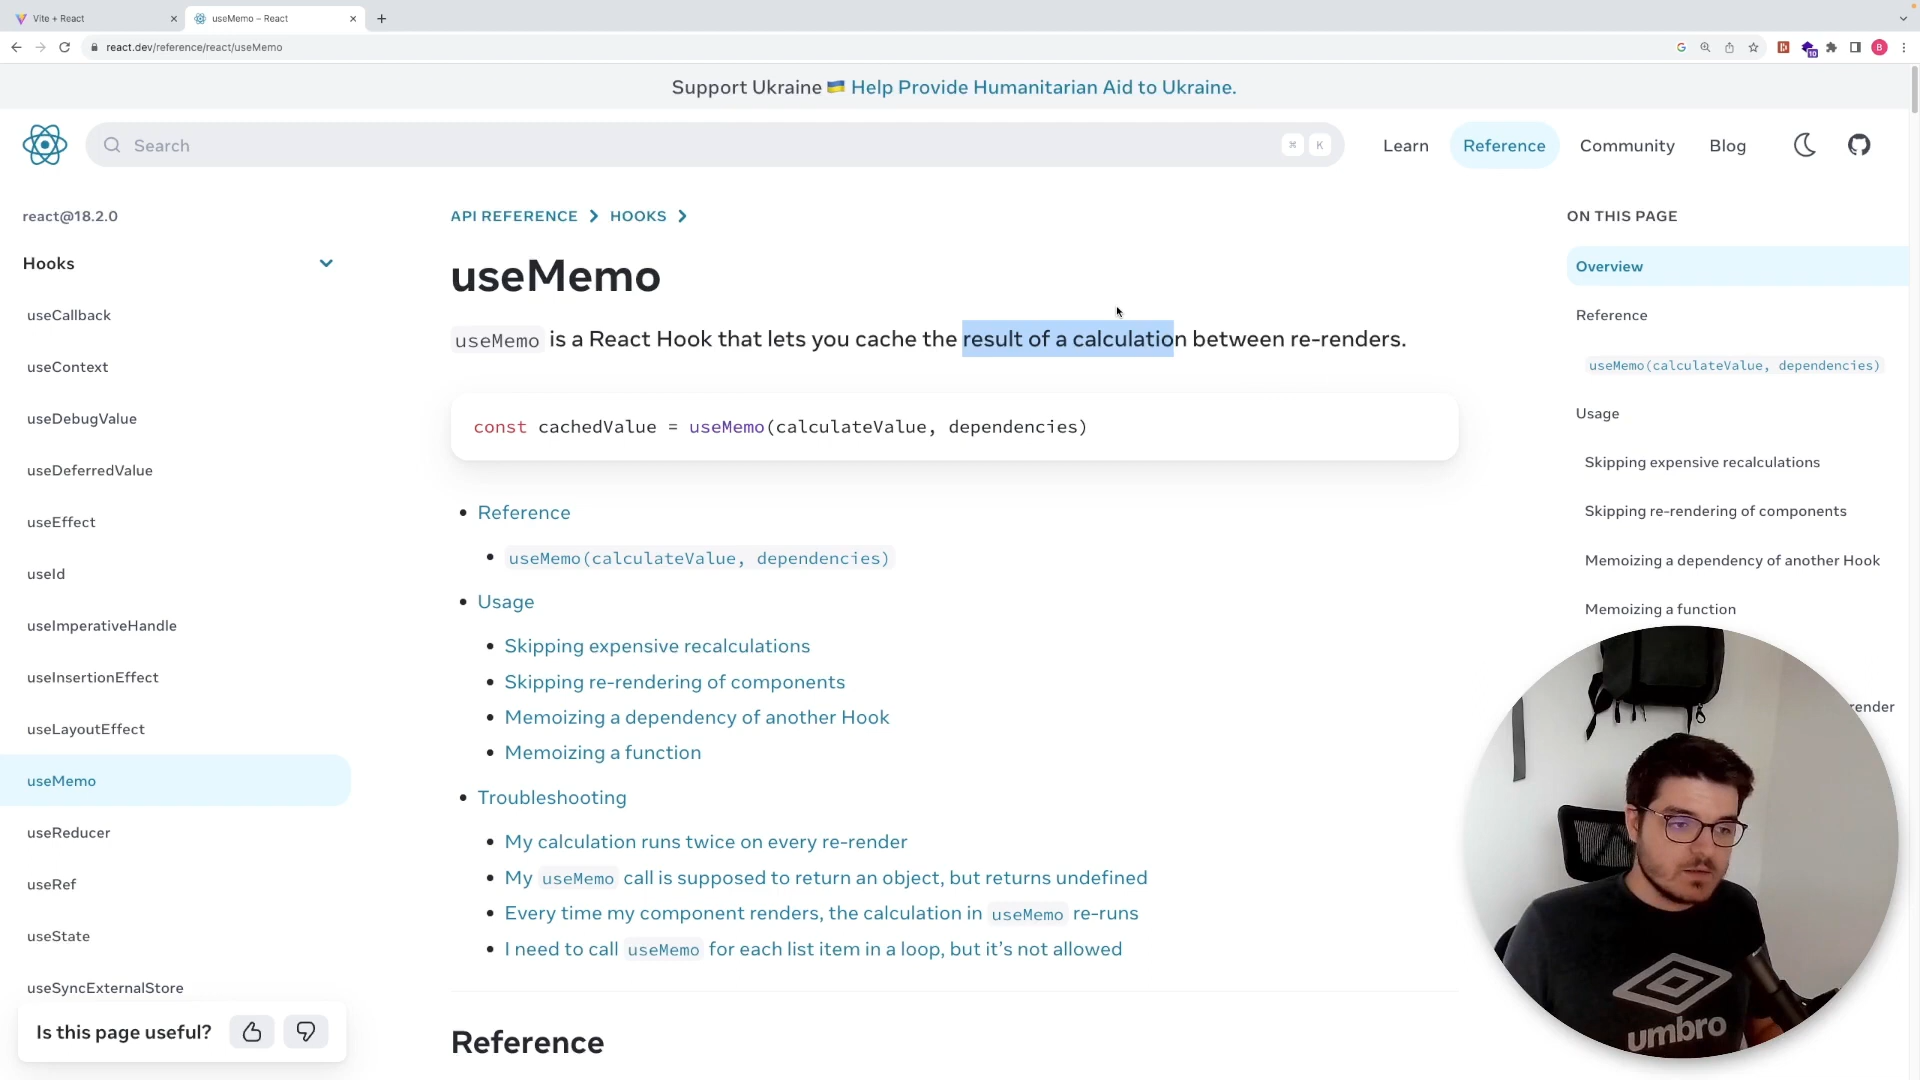 Vite + React
useMemo – React
react.dev/reference/react/useMemo
10
B
Support Ukraine 🇺🇦 Help Provide Humanitarian Aid to Ukraine.
Search
⌘ K
Learn
Reference
Community
Blog
react@18.2.0
Hooks
useCallback
useContext
useDebugValue
useDeferredValue
useEffect
useId
useImperativeHandle
useInsertionEffect
useLayoutEffect
useMemo
useReducer
useRef
useState
useSyncExternalStore
Is this page useful?
API REFERENCE
HOOKS
useMemo
useMemo is a React Hook that lets you cache the result of a calculation between re-renders.
const cachedValue = useMemo(calculateValue, dependencies)
Reference
useMemo(calculateValue, dependencies)
Usage
Skipping expensive recalculations
Skipping re-rendering of components
Memoizing a dependency of another Hook
Memoizing a function
Troubleshooting
My calculation runs twice on every re-render
My useMemo call is supposed to return an object, but returns undefined
Every time my component renders, the calculation in useMemo re-runs
I need to call useMemo for each list item in a loop, but it's not allowed
Reference
ON THIS PAGE
Overview
Reference
useMemo(calculateValue, dependencies)
Usage
Skipping expensive recalculations
Skipping re-rendering of components
Memoizing a dependency of another Hook
Memoizing a function
render
umbro